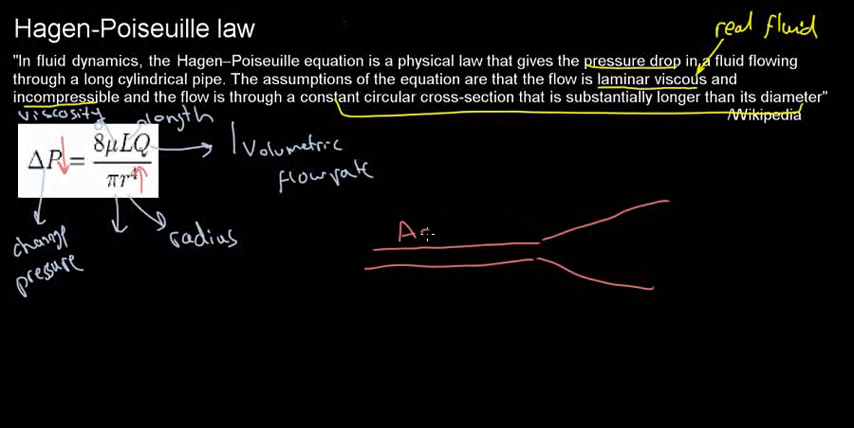 Hagen-Poiseuille law
real fluid
"In fluid dynamics, the Hagen–Poiseuille equation is a physical law that gives the pressure drop in a fluid flowing
through a long cylindrical pipe. The assumptions of the equation are that the flow is laminar viscous and
incompressible and the flow is through a constant circular cross-section that is substantially longer than its diameter"
Wikipedia
viscosity
length
ΔP = 8μLQ / πr⁴
Volumetric
flowrate
change
pressure
radius